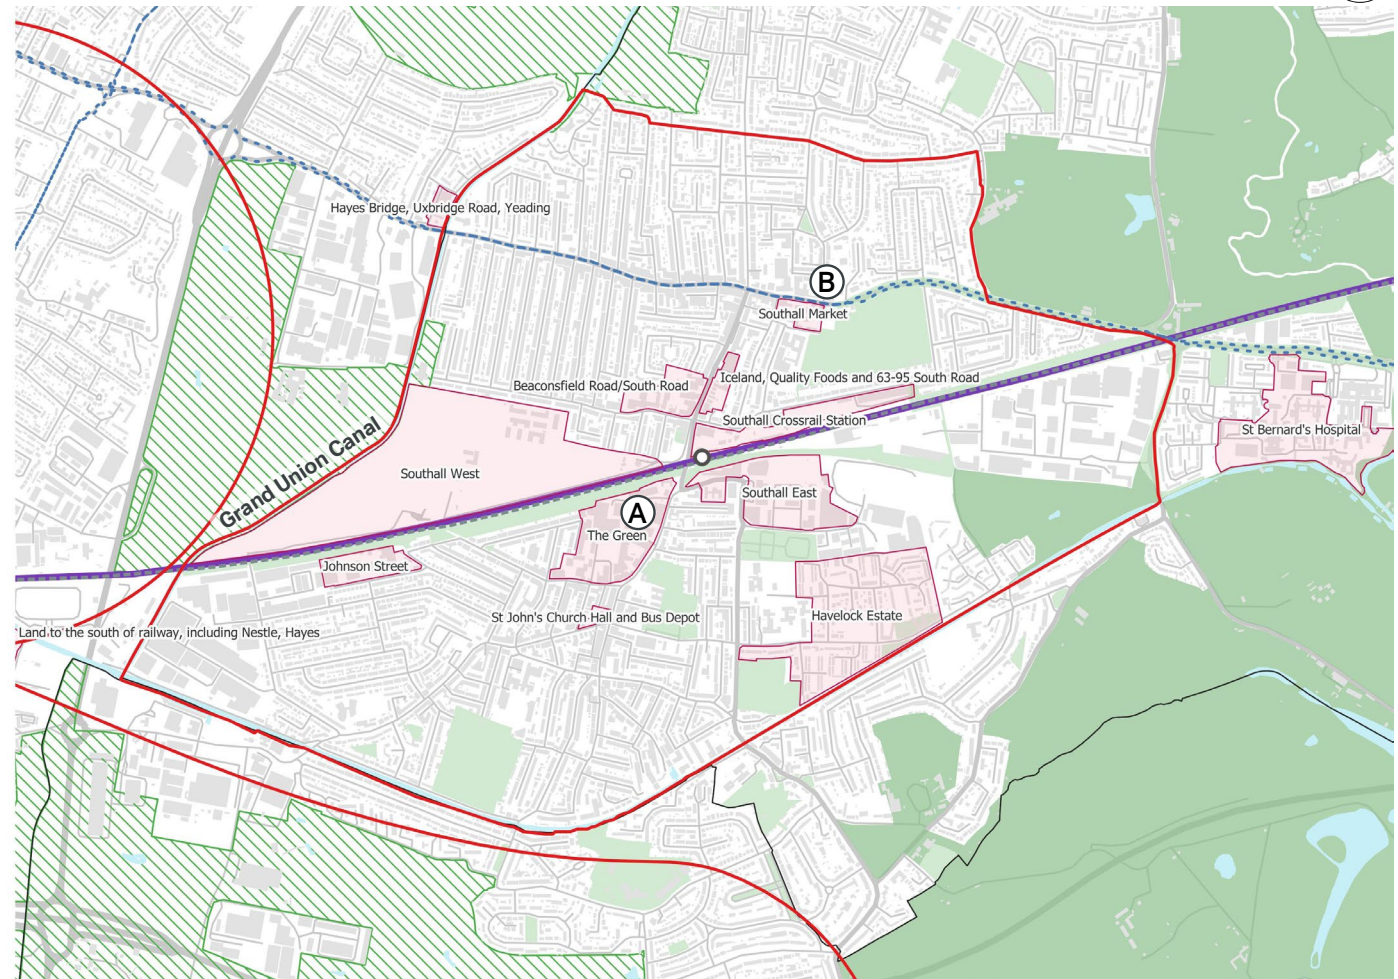 Hayes Bridge, Uxbridge Road, Yeading
B
Southall Market
Beaconsfield Road/South Road
Iceland, Quality Foods and 63-95 South Road
Southall Crossrail Station
St Bernard's Hospital
Grand Union Canal
Southall West
Southall East
A
The Green
Johnson Street
St John's Church Hall and Bus Depot
Havelock Estate
Land to the south of railway, including Nestle, Hayes